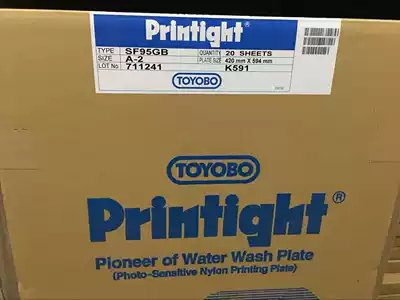 Printight
TYPE SF95GB QUANTITY 20 SHEETS
SIZE A-2 PLATE SIZE 420 mm X 594 mm
LOT No 711241 K591
TOYOBO
TOYOBO
Printight®
Pioneer of Water Wash Plate
(Photo-Sensitive Nylon Printing Plate)